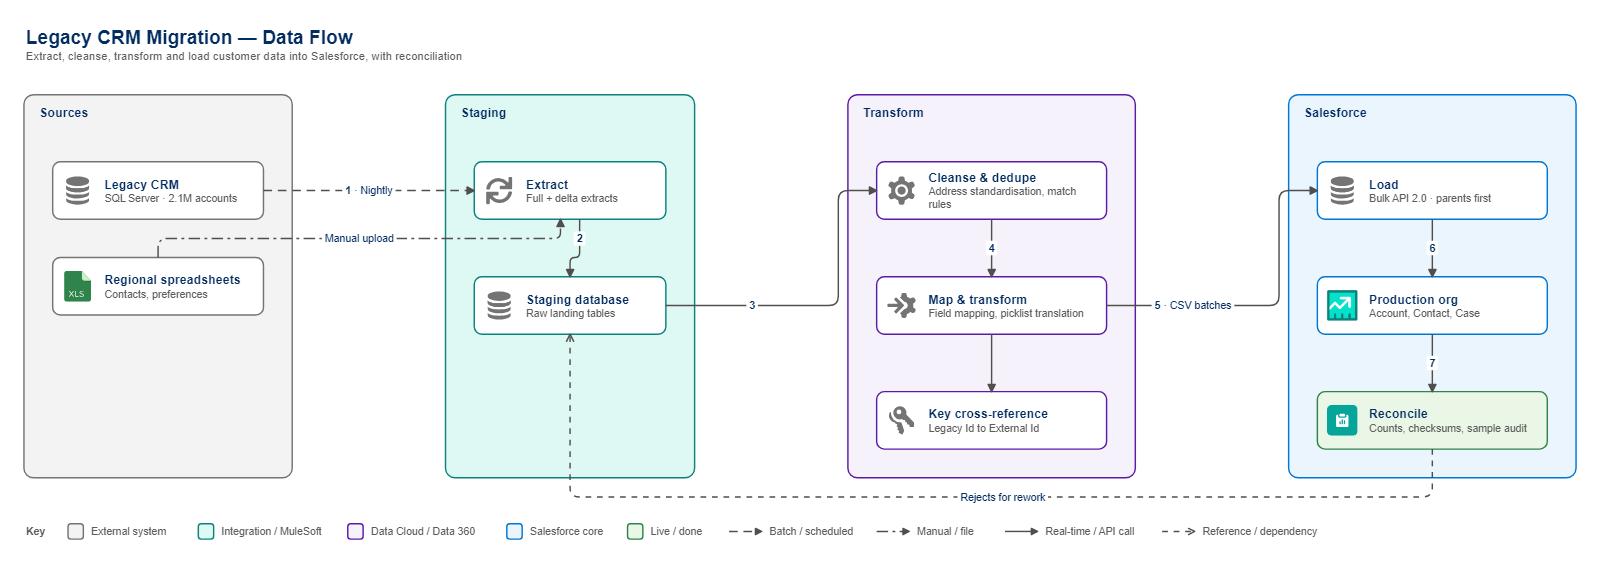 Legacy CRM Migration — Data Flow
Extract, cleanse, transform and load customer data into Salesforce, with reconciliation
Sources
Legacy CRM
SQL Server · 2.1M accounts
Regional spreadsheets
Contacts, preferences
XLS
1 · Nightly
Manual upload
Staging
Extract
Full + delta extracts
2
Staging database
Raw landing tables
3
Transform
Cleanse & dedupe
Address standardisation, match
rules
4
Map & transform
Field mapping, picklist translation
Key cross-reference
Legacy Id to External Id
5 · CSV batches
Salesforce
Load
Bulk API 2.0 · parents first
6
Production org
Account, Contact, Case
7
Reconcile
Counts, checksums, sample audit
Rejects for rework
Key
External system
Integration / MuleSoft
Data Cloud / Data 360
Salesforce core
Live / done
Batch / scheduled
Manual / file
Real-time / API call
Reference / dependency